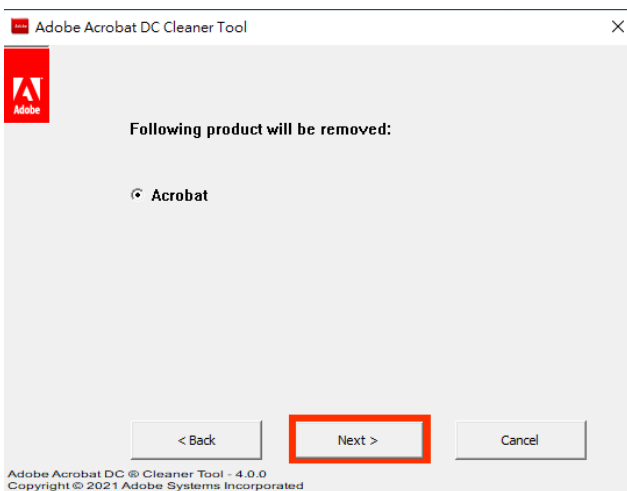 Adobe Acrobat DC Cleaner Tool
Adobe
Following product will be removed:
Acrobat
< Back
Next >
Cancel
Adobe Acrobat DC ® Cleaner Tool - 4.0.0
Copyright © 2021 Adobe Systems Incorporated